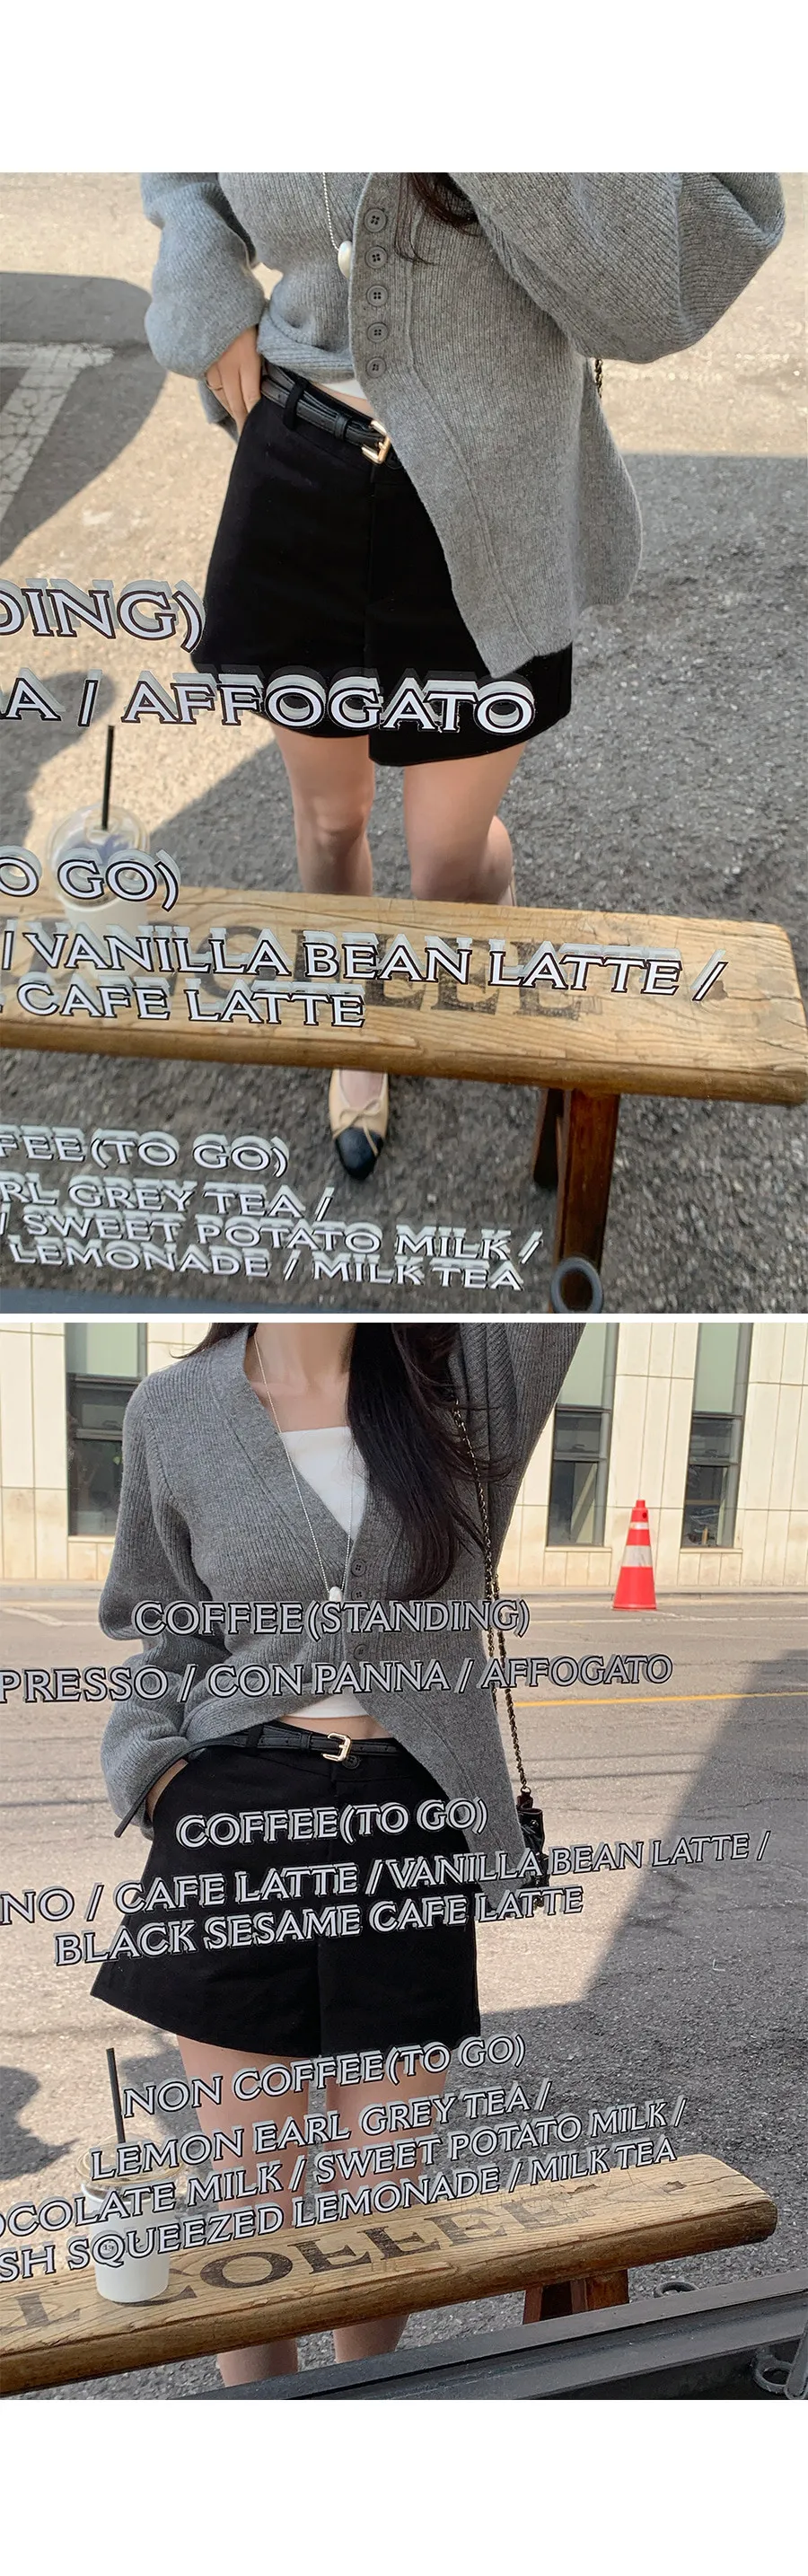 DING)
/ AFFOGATO
GO)
/ VANILLA BEAN LATTE /
CAFE LATTE
COFFEE
(TO GO)
GREY TEA /
/ SWEET POTATO MILK /
LEMONADE / MILK TEA
COFFEE(STANDING)
PRESSO / CON PANNA / AFFOGATO
COFFEE(TO GO)
NO / CAFE LATTE / VANILLA BEAN LATTE /
BLACK SESAME CAFE LATTE
NON COFFEE(TO GO)
LEMON EARL GREY TEA /
OCOLATE MILK / SWEET POTATO MILK /
SH SQUEEZED LEMONADE / MILK TEA
COFFEE